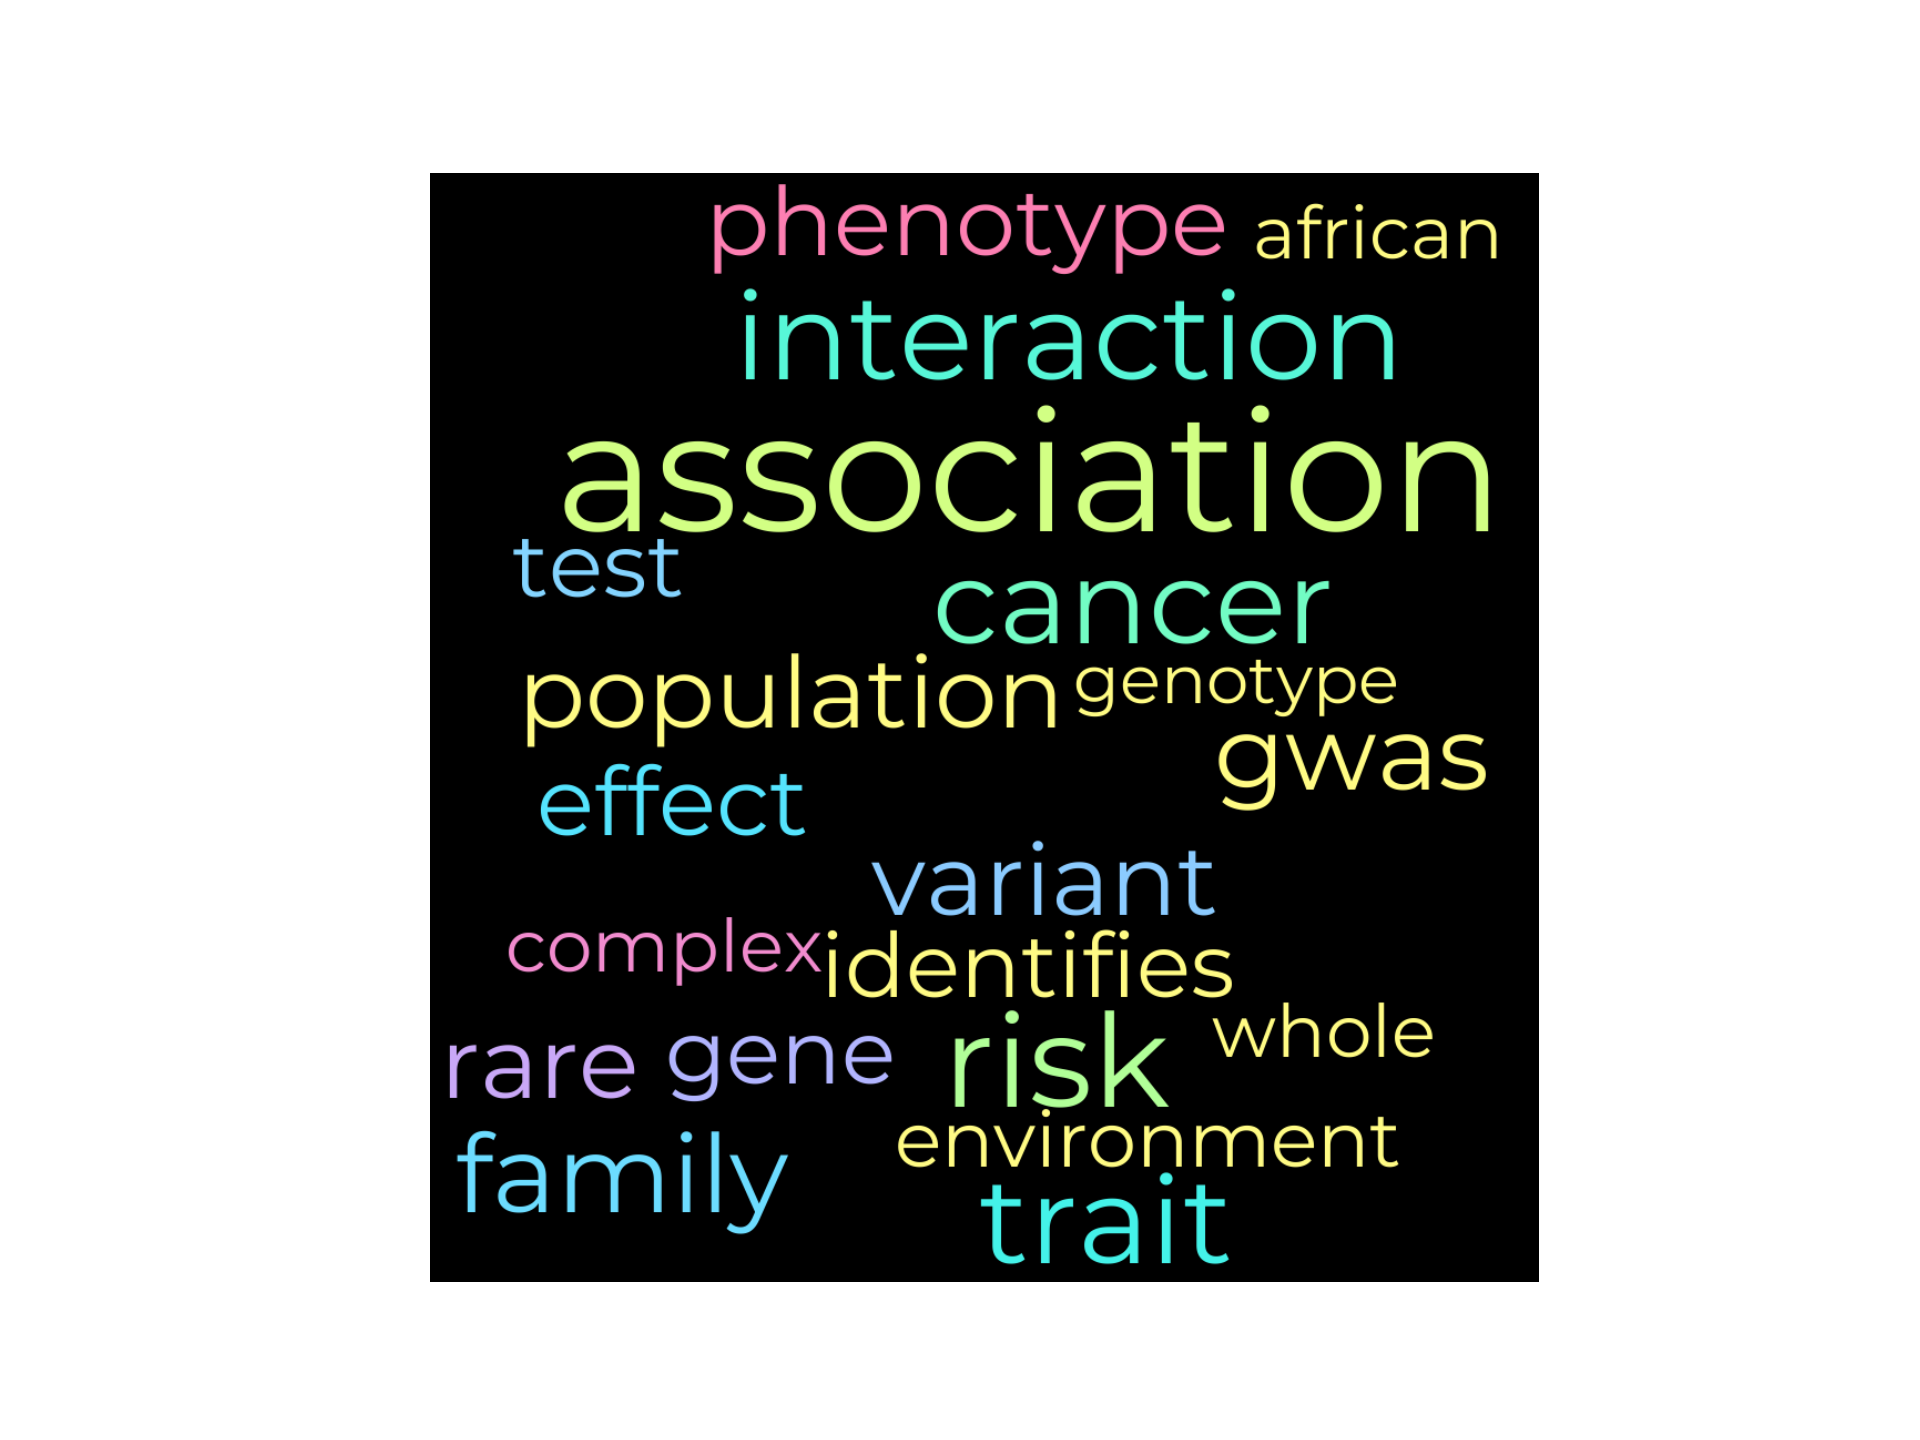 phenotype african
interaction
association
test
cancer
population genotype
gwas
effect
variant
complex identifies
whole
rare gene risk
environment
family
trait